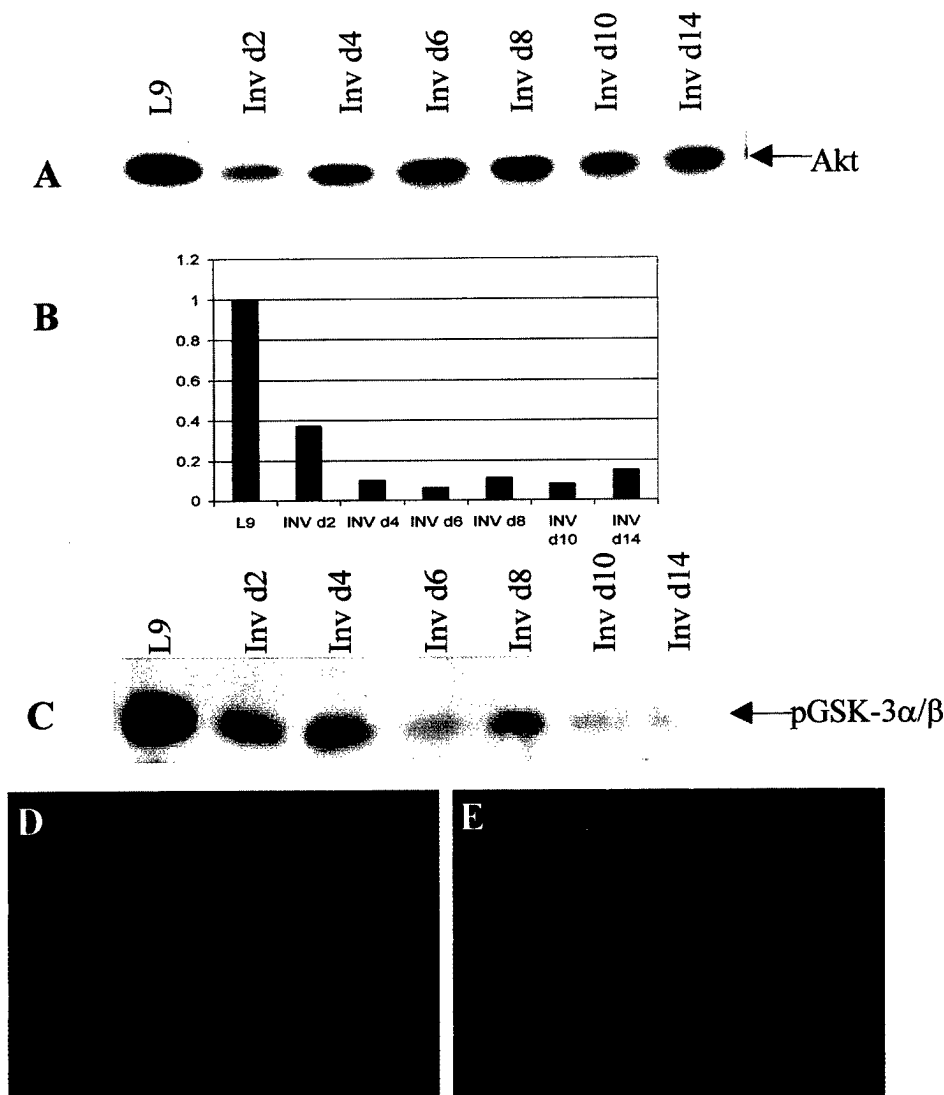 L9 Inv d2 Inv d4 Inv d6 Inv d8 Inv d10 Inv d14
A
Akt
B
1.2
1
0.8
0.6
0.4
0.2
0
L9 INV d2 INV d4 INV d6 INV d8 INV d10 INV d14
L9 Inv d2 Inv d4 Inv d6 Inv d8 Inv d10 Inv d14
C
pGSK-3α/β
D
E